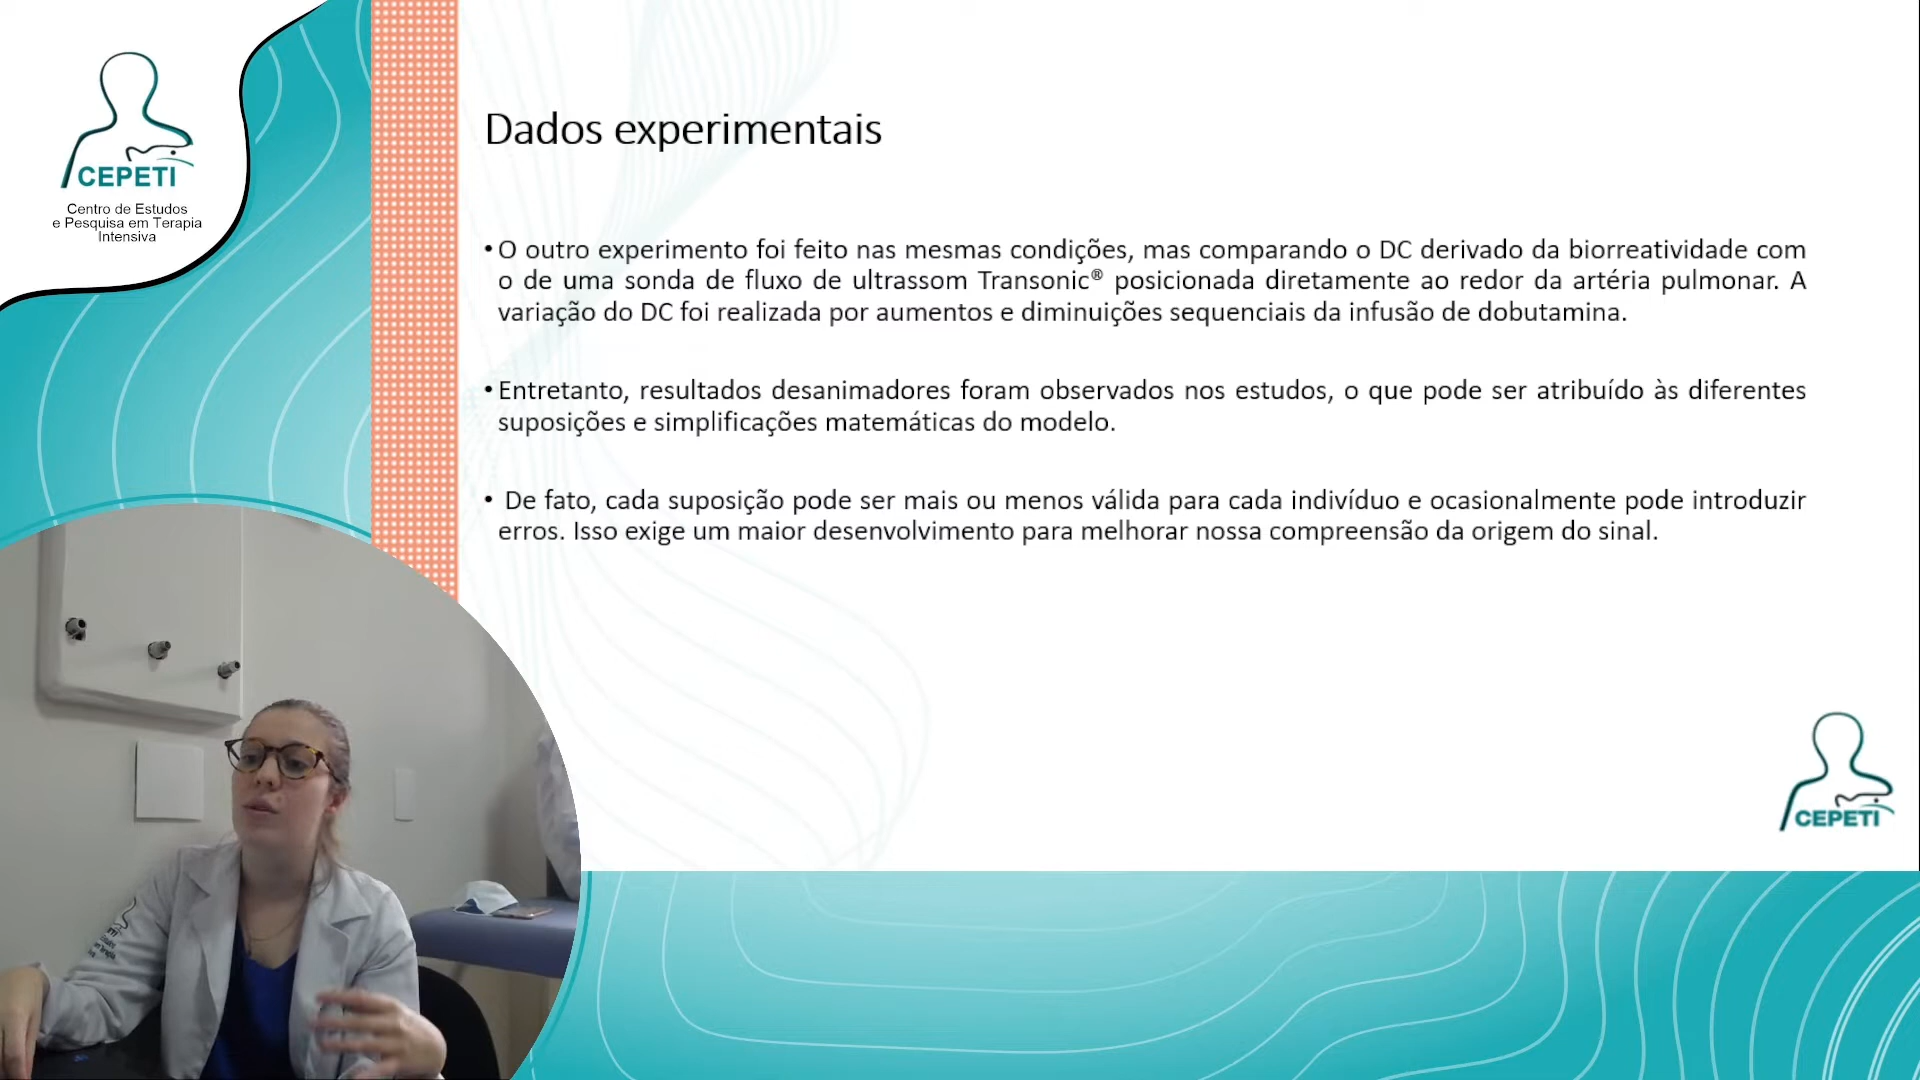 CEPETI
Centro de Estudos
e Pesquisa em Terapia
Intensiva
Dados experimentais
• O outro experimento foi feito nas mesmas condições, mas comparando o DC derivado da biorreatividade com
o de uma sonda de fluxo de ultrassom Transonic® posicionada diretamente ao redor da artéria pulmonar. A
variação do DC foi realizada por aumentos e diminuições sequenciais da infusão de dobutamina.
• Entretanto, resultados desanimadores foram observados nos estudos, o que pode ser atribuído às diferentes
suposições e simplificações matemáticas do modelo.
• De fato, cada suposição pode ser mais ou menos válida para cada indivíduo e ocasionalmente pode introduzir
erros. Isso exige um maior desenvolvimento para melhorar nossa compreensão da origem do sinal.
CEPETI